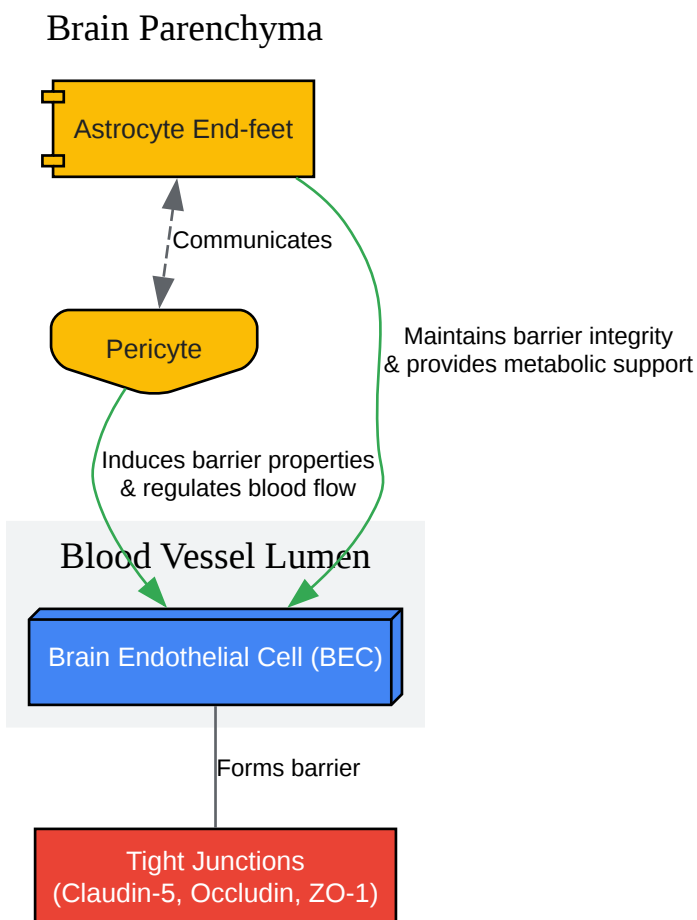 Brain Parenchyma
Astrocyte End-feet
Communicates
Pericyte
Maintains barrier integrity
& provides metabolic support
Induces barrier properties
& regulates blood flow
Blood Vessel Lumen
Brain Endothelial Cell (BEC)
Forms barrier
Tight Junctions
(Claudin-5, Occludin, ZO-1)